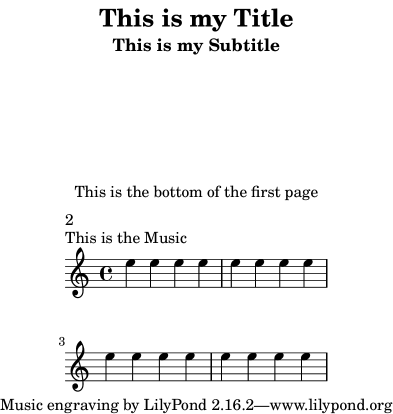 This is my Title
This is my Subtitle
This is the bottom of the first page
2
This is the Music
3
Music engraving by LilyPond 2.16.2—www.lilypond.org